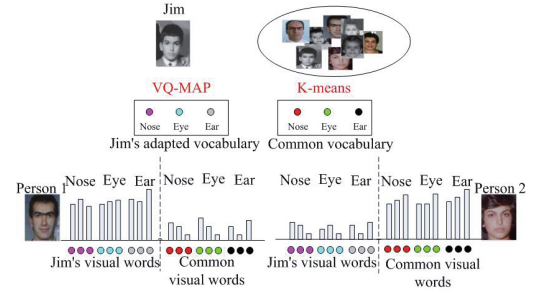 Jim
VQ-MAP K-means
Nose Eye Ear Nose Eye Ear
Jim's adapted vocabulary Common vocabulary
Nose Eye Ear Nose Eye Ear Nose Eye Ear Nose Eye Ear
Person 1 Person 2
Jim's visual words Common visual words Jim's visual words Common visual words